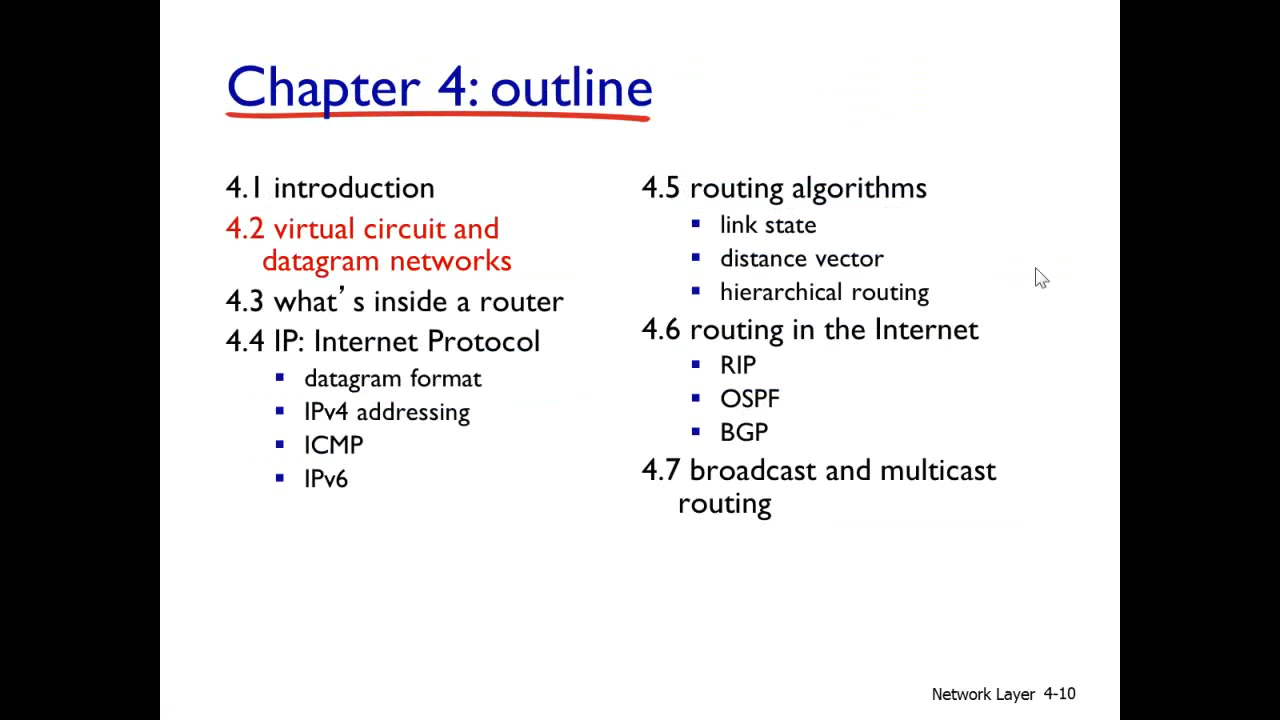 Chapter 4: outline
4.1 introduction
4.2 virtual circuit and
datagram networks
4.3 what’s inside a router
4.4 IP: Internet Protocol
▪ datagram format
▪ IPv4 addressing
▪ ICMP
▪ IPv6
4.5 routing algorithms
▪ link state
▪ distance vector
▪ hierarchical routing
4.6 routing in the Internet
▪ RIP
▪ OSPF
▪ BGP
4.7 broadcast and multicast
routing
Network Layer 4-10